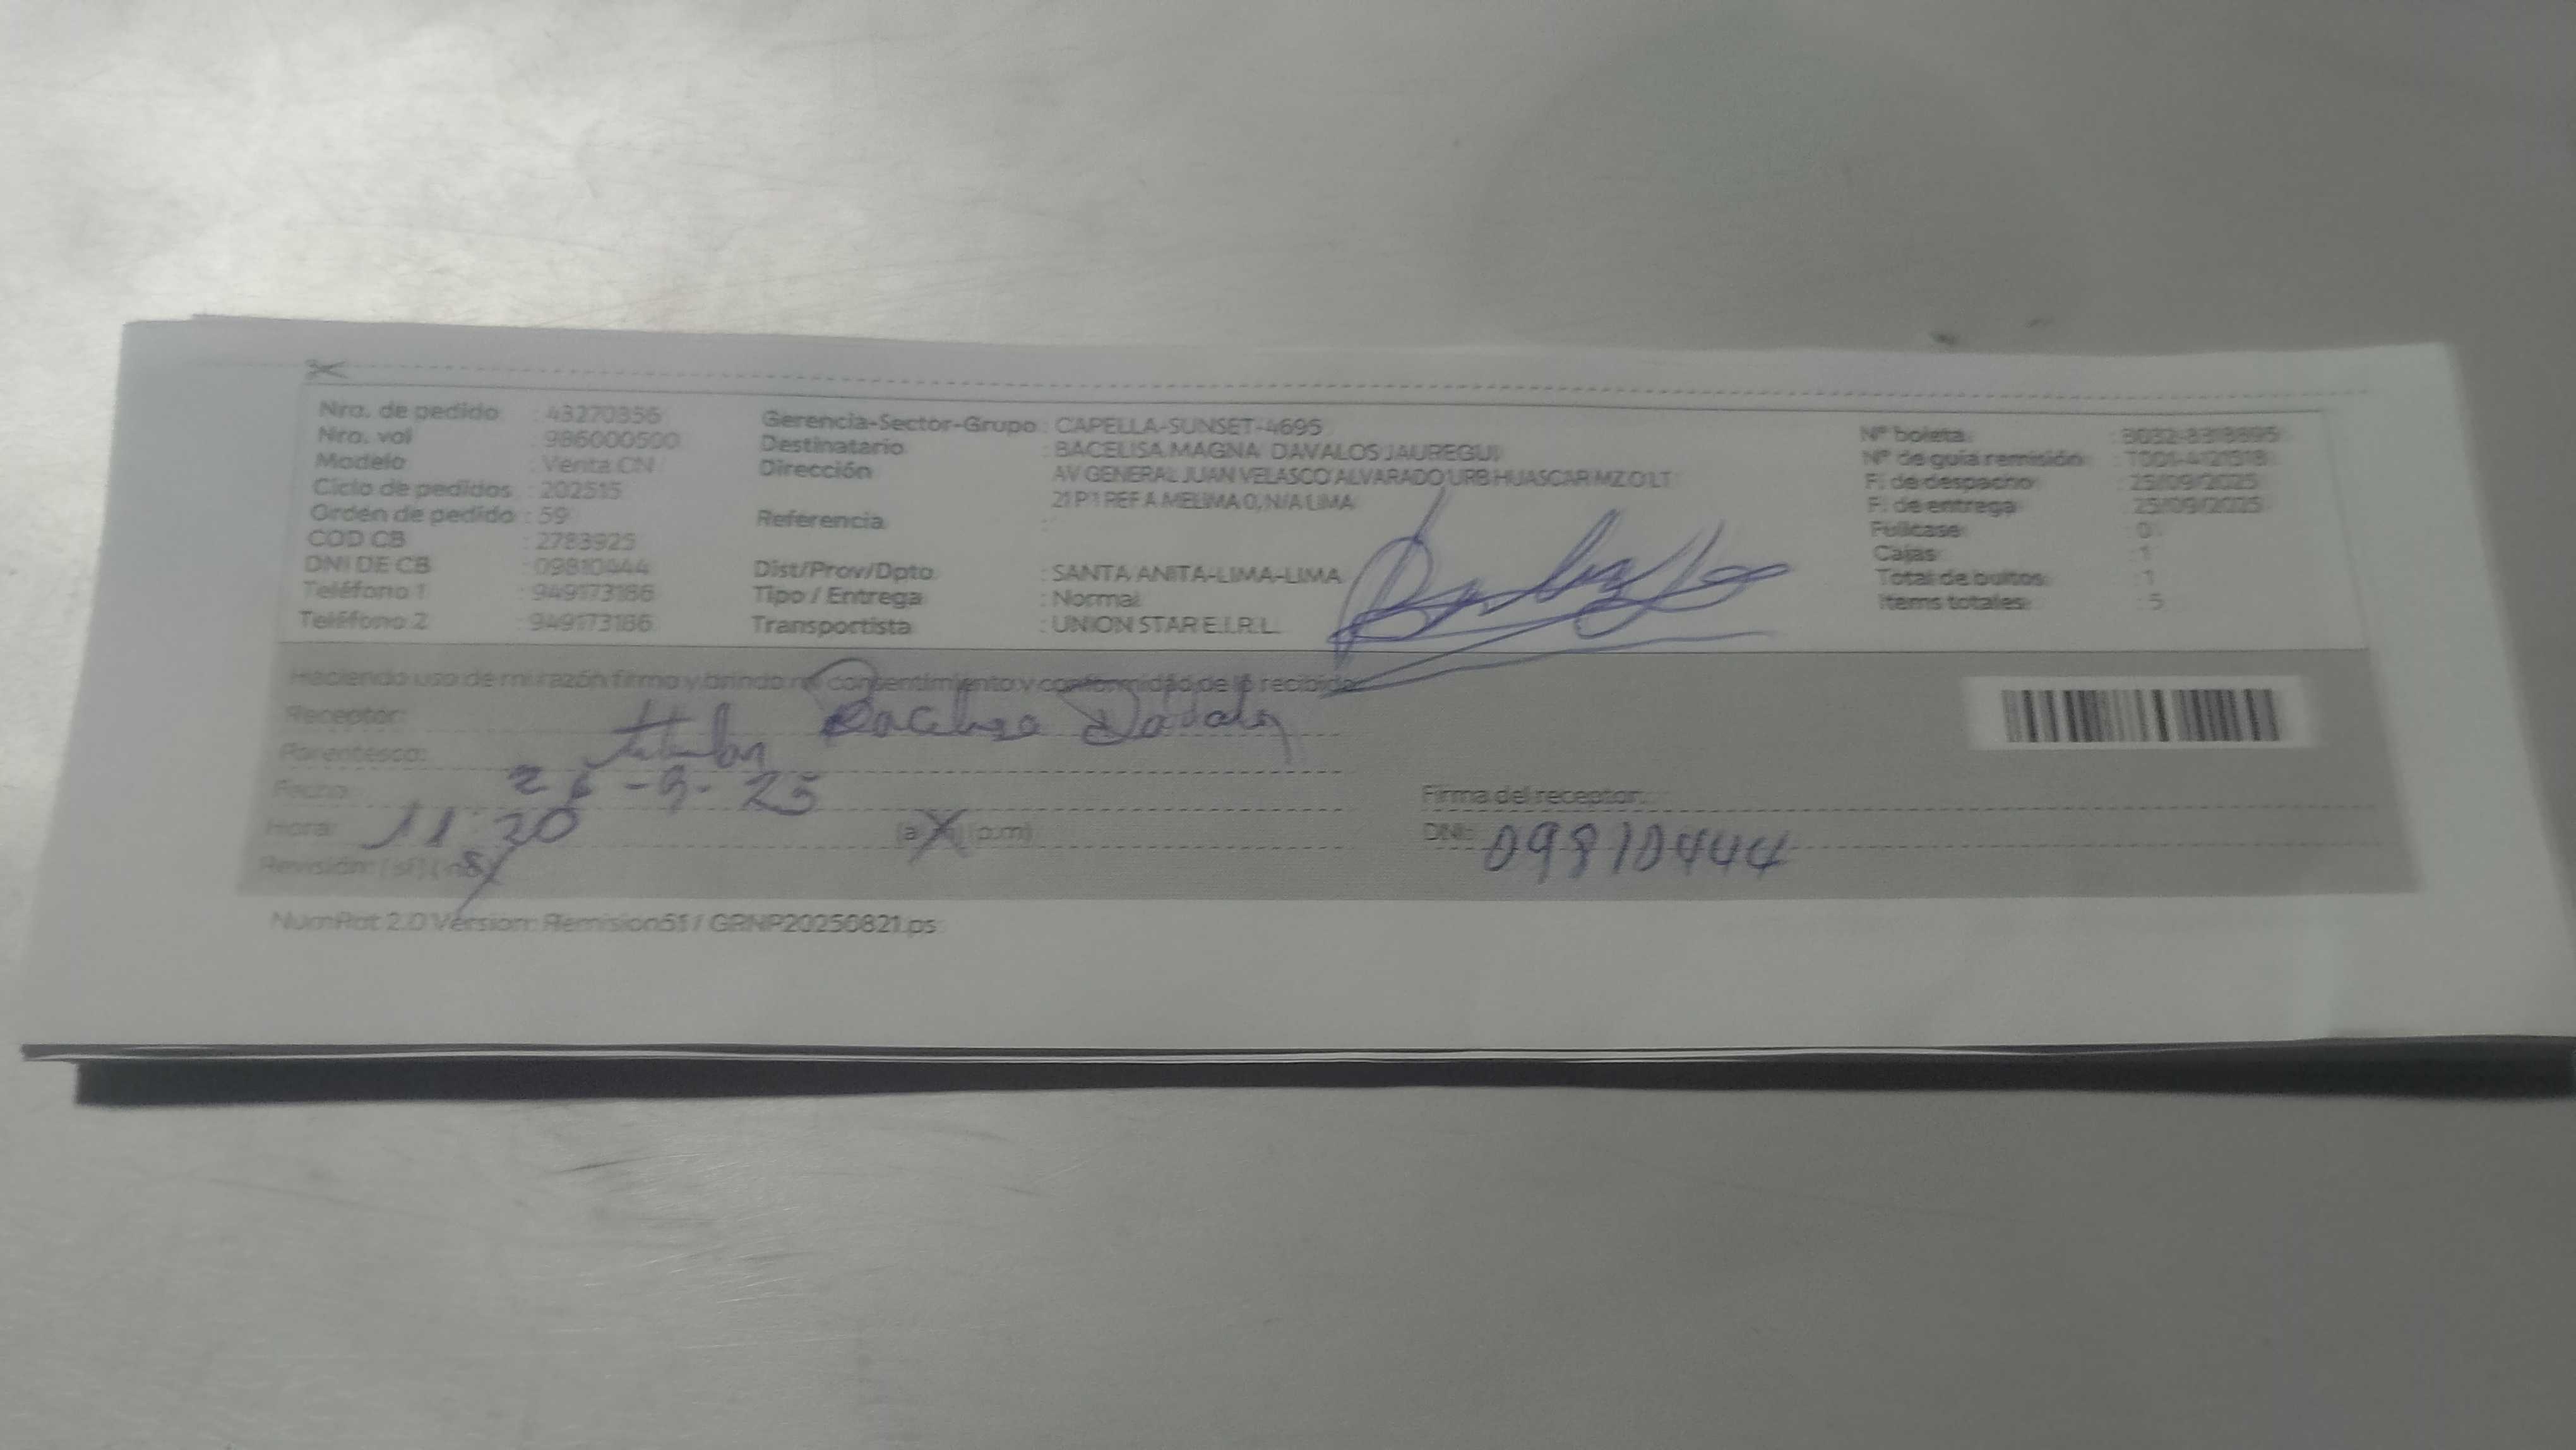 Nro. de pedido : 43270356
Nro. vol : 986000500
Modelo : Venta CN
Ciclo de pedidos : 202515
Orden de pedido : 59
COD CB : 2783925
DNI DE CB : 09810444
Teléfono 1 : 949173186
Teléfono 2 : 949173186
Gerencia-Sector-Grupo : CAPELLA-SUNSET-4695
Destinatario : BACELISA MAGNA DAVALOS JAUREGUI
Dirección : AV GENERAL JUAN VELASCO ALVARADO URB HUASCAR MZ O LT
21 P 1 REF A MELIMA 0, N/A LIMA
Referencia :
Dist/Prov/Dpto : SANTA ANITA-LIMA-LIMA
Tipo / Entrega : Normal
Transportista : UNION STAR E.I.R.L.
N° boleta :
N° de guía remisión :
F. de despacho : 25/09/2025
F. de entrega : 25/09/2025
Fullcase : 0
Cajas : 1
Total de bultos : 1
Items totales : 5
Haciendo uso de mi razón firmo y brindo mi consentimiento y conformidad de lo recibido
Receptor: Bacelisa Davalos
Parentesco: titular
Fecha: 26-9-25
Hora: 11:20 (a.m) (p.m)
Revisión: (sí) (no)
Firma del receptor:
DNI: 09810444
NumRot 2.0 Version: Remision51 / GRNP20250821.ps